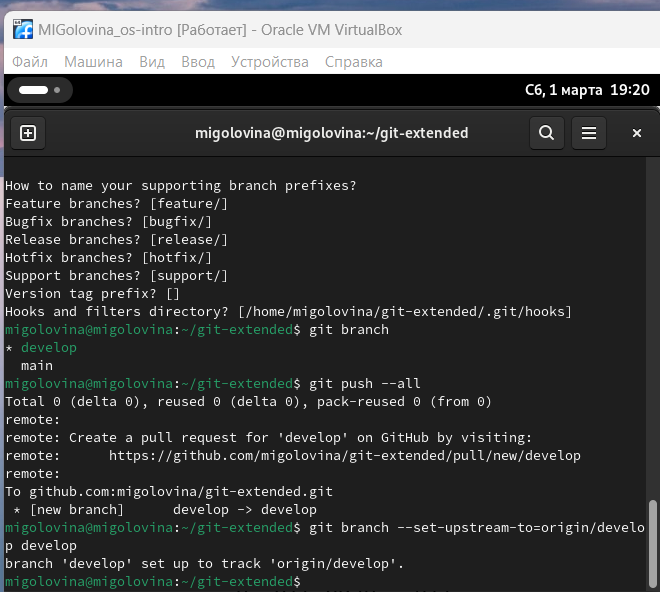 MIGolovina_os-intro [Работает] - Oracle VM VirtualBox
Файл Машина Вид Ввод Устройства Справка
Сб, 1 марта 19:20
migolovina@migolovina:~/git-extended
How to name your supporting branch prefixes?
Feature branches? [feature/]
Bugfix branches? [bugfix/]
Release branches? [release/]
Hotfix branches? [hotfix/]
Support branches? [support/]
Version tag prefix? []
Hooks and filters directory? [/home/migolovina/git-extended/.git/hooks]
migolovina@migolovina:~/git-extended$ git branch
* develop
  main
migolovina@migolovina:~/git-extended$ git push --all
Total 0 (delta 0), reused 0 (delta 0), pack-reused 0 (from 0)
remote:
remote: Create a pull request for 'develop' on GitHub by visiting:
remote:      https://github.com/migolovina/git-extended/pull/new/develop
remote:
To github.com:migolovina/git-extended.git
 * [new branch]      develop -> develop
migolovina@migolovina:~/git-extended$ git branch --set-upstream-to=origin/develo
p develop
branch 'develop' set up to track 'origin/develop'.
migolovina@migolovina:~/git-extended$